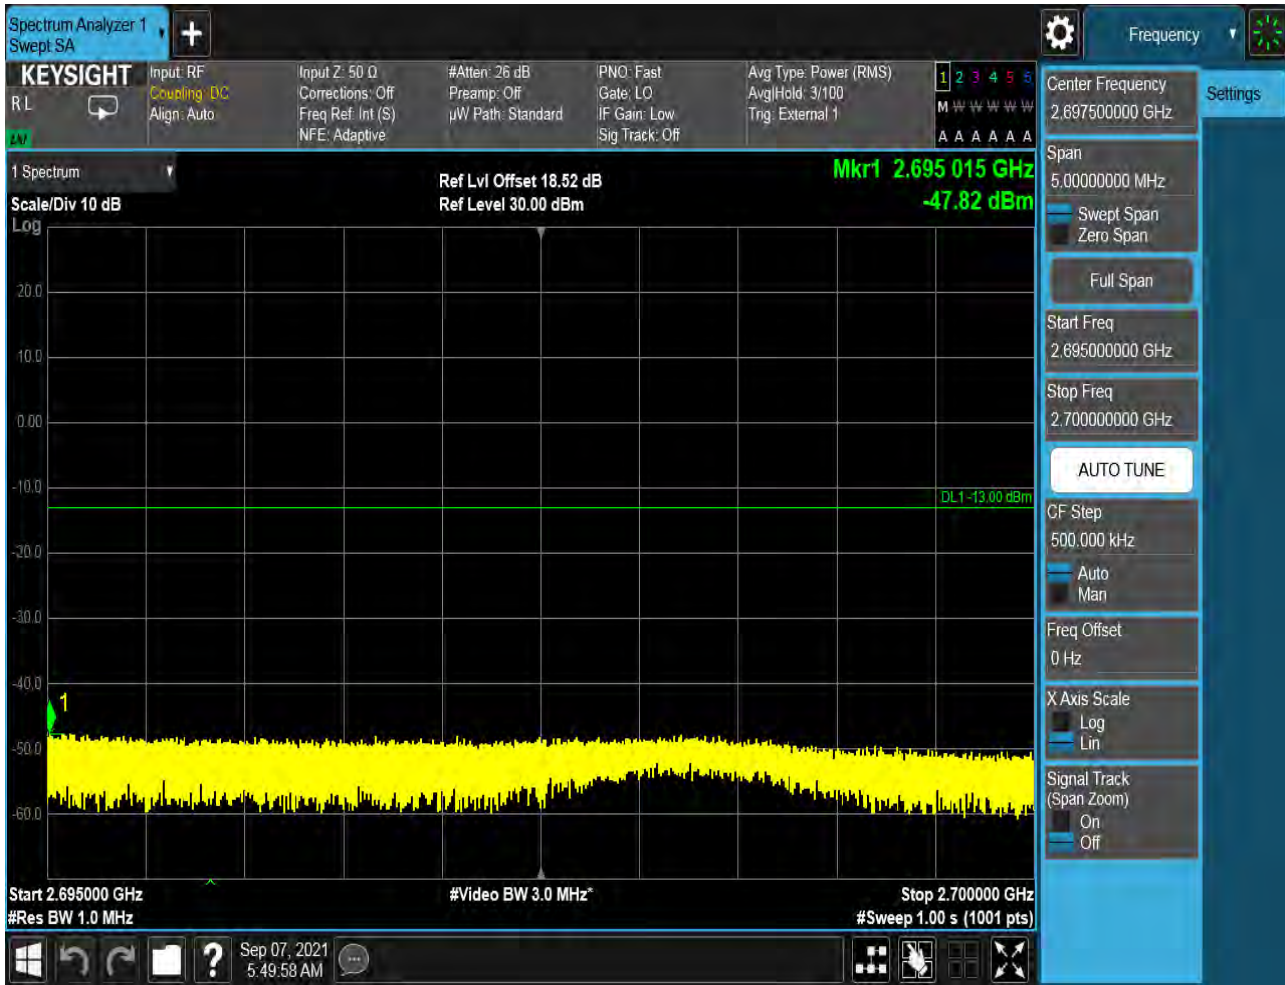 Spectrum Analyzer 1
Swept SA
+
Frequency
KEYSIGHT
R L
Input: RF
Coupling: DC
Align: Auto
Input Z: 50 Ω
Corrections: Off
Freq Ref: Int (S)
NFE: Adaptive
#Atten: 26 dB
Preamp: Off
µW Path: Standard
PNO: Fast
Gate: LO
IF Gain: Low
Sig Track: Off
Avg Type: Power (RMS)
Avg|Hold: 3/100
Trig: External 1
1 2 3 4 5 6
M W W W W W
A A A A A A
1 Spectrum
Scale/Div 10 dB
Log
Ref Lvl Offset 18.52 dB
Ref Level 30.00 dBm
Mkr1 2.695 015 GHz
-47.82 dBm
20.0
10.0
0.00
-10.0
DL1 -13.00 dBm
-20.0
-30.0
-40.0
1
-50.0
-60.0
Start 2.695000 GHz
#Res BW 1.0 MHz
#Video BW 3.0 MHz*
Stop 2.700000 GHz
#Sweep 1.00 s (1001 pts)
?
Sep 07, 2021
5:49:58 AM
Center Frequency
2.697500000 GHz
Settings
Span
5.00000000 MHz
Swept Span
Zero Span
Full Span
Start Freq
2.695000000 GHz
Stop Freq
2.700000000 GHz
AUTO TUNE
CF Step
500.000 kHz
Auto
Man
Freq Offset
0 Hz
X Axis Scale
Log
Lin
Signal Track
(Span Zoom)
On
Off